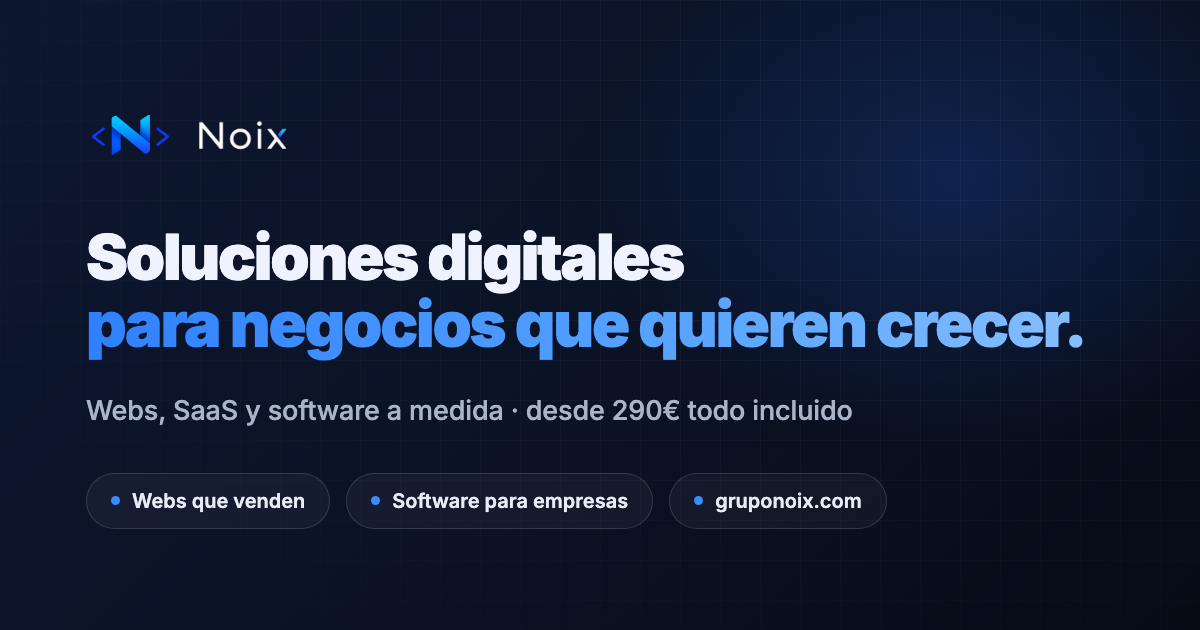 <N> Noix
Soluciones digitales
para negocios que quieren crecer.
Webs, SaaS y software a medida · desde 290€ todo incluido
Webs que venden
Software para empresas
gruponoix.com